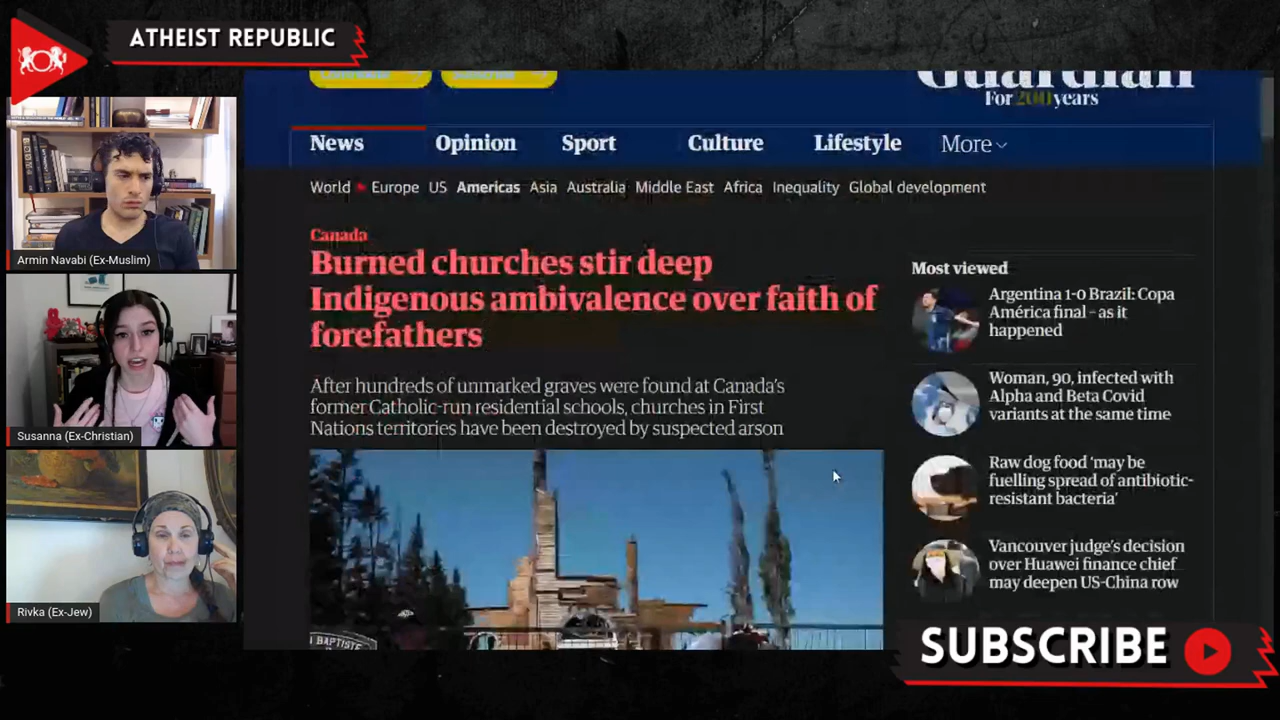 ATHEIST REPUBLIC
Armin Navabi (Ex-Muslim)
Susanna (Ex-Christian)
Rivka (Ex-Jew)
Guardian
For 200 years
News Opinion Sport Culture Lifestyle More
World Europe US Americas Asia Australia Middle East Africa Inequality Global development
Canada
Burned churches stir deep
Indigenous ambivalence over faith of
forefathers
After hundreds of unmarked graves were found at Canada's
former Catholic-run residential schools, churches in First
Nations territories have been destroyed by suspected arson
BAPTISTE
Most viewed
Argentina 1-0 Brazil: Copa
América final – as it
happened
Woman, 90, infected with
Alpha and Beta Covid
variants at the same time
Raw dog food ‘may be
fuelling spread of antibiotic-
resistant bacteria’
Vancouver judge's decision
over Huawei finance chief
may deepen US-China row
SUBSCRIBE